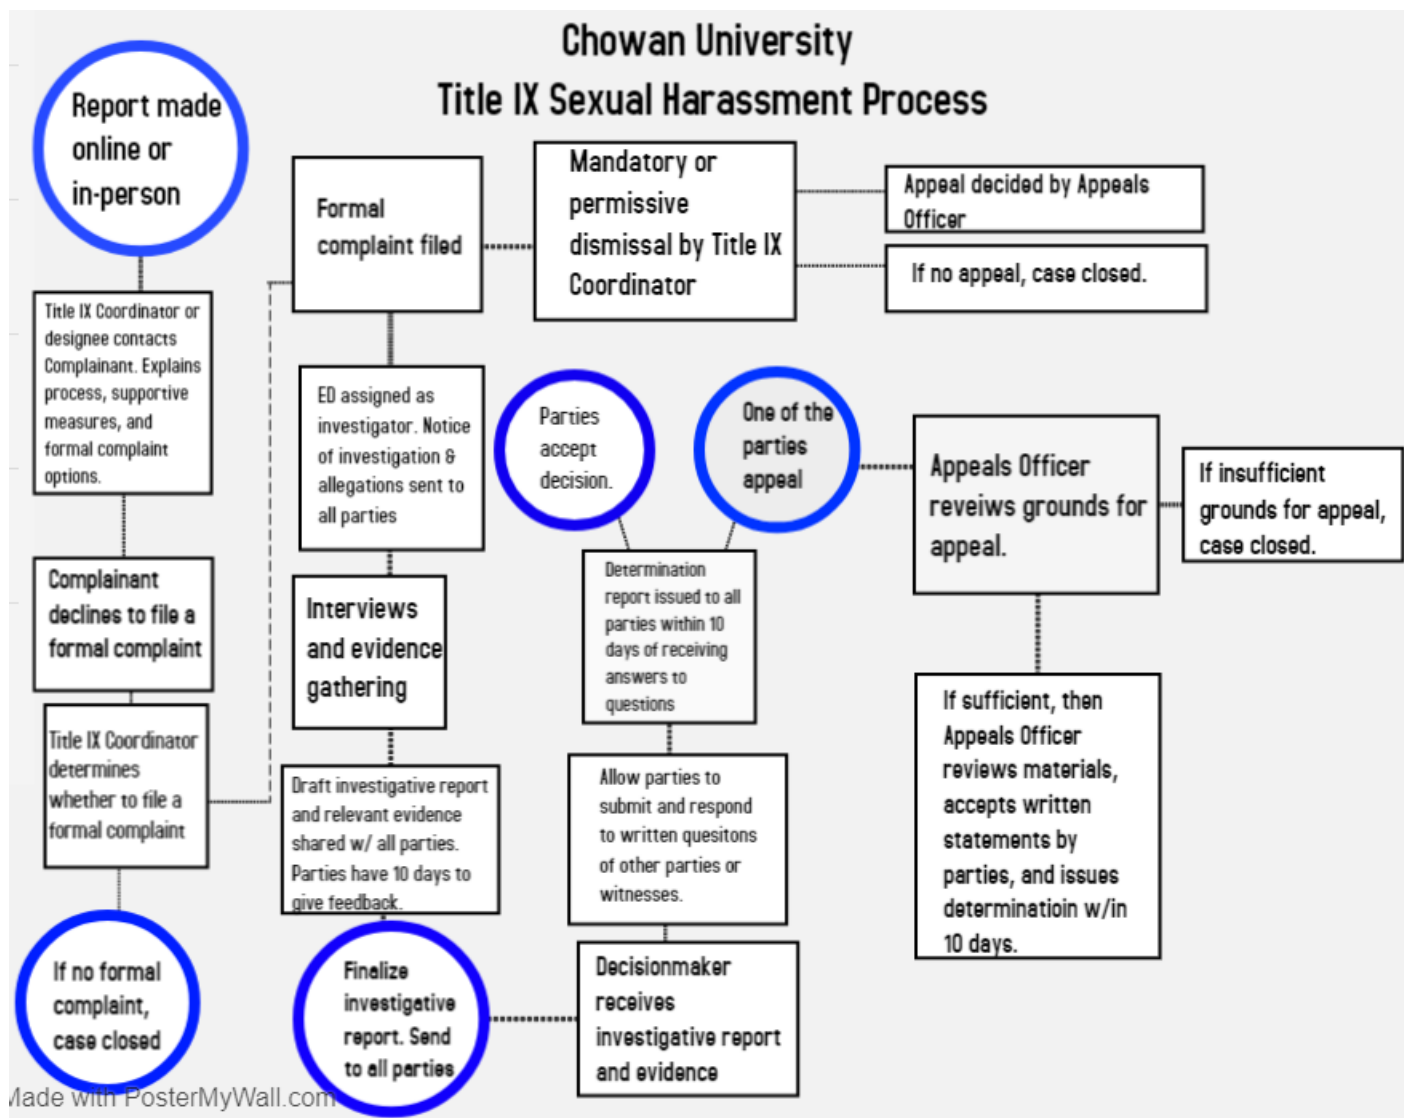 Chowan University
Title IX Sexual Harassment Process
Report made
online or
in-person
Title IX Coordinator or
designee contacts
Complainant. Explains
process, supportive
measures, and
formal complaint
options.
Complainant
declines to file a
formal complaint
Title IX Coordinator
determines
whether to file a
formal complaint
If no formal
complaint,
case closed
Formal
complaint filed
Mandatory or
permissive
dismissal by Title IX
Coordinator
Appeal decided by Appeals
Officer
If no appeal, case closed.
ED assigned as
investigator. Notice
of investigation &
allegations sent to
all parties
Interviews
and evidence
gathering
Draft investigative report
and relevant evidence
shared w/ all parties.
Parties have 10 days to
give feedback.
Finalize
investigative
report. Send
to all parties
Decisionmaker
receives
investigative report
and evidence
Allow parties to
submit and respond
to written quesitons
of other parties or
witnesses.
Determination
report issued to all
parties within 10
days of receiving
answers to
questions
Parties
accept
decision.
One of the
parties
appeal
Appeals Officer
reveiws grounds for
appeal.
If insufficient
grounds for appeal,
case closed.
If sufficient, then
Appeals Officer
reviews materials,
accepts written
statements by
parties, and issues
determinatioin w/in
10 days.
Made with PosterMyWall.com